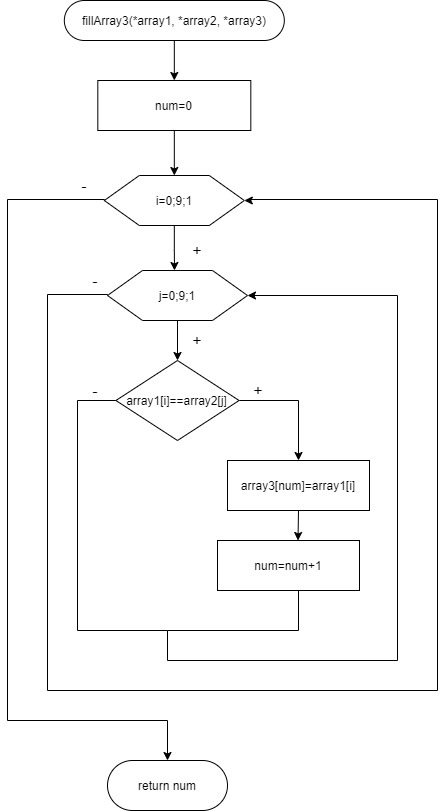 fillArray3(*array1, *array2, *array3)
num=0
-
i=0;9;1
+
-
j=0;9;1
+
-
array1[i]==array2[j]
+
array3[num]=array1[i]
num=num+1
return num